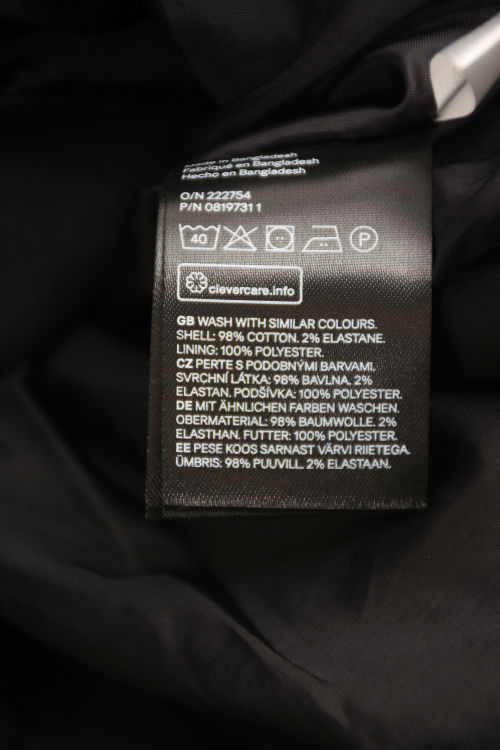 Made in Bangladesh
Fabriqué en Bangladesh
Hecho en Bangladesh
O/N 222754
P/N 0819731 1
40
P
clevercare.info
GB WASH WITH SIMILAR COLOURS.
SHELL: 98% COTTON. 2% ELASTANE.
LINING: 100% POLYESTER.
CZ PERTE S PODOBNÝMI BARVAMI.
SVRCHNÍ LÁTKA: 98% BAVLNA. 2%
ELASTAN. PODŠÍVKA: 100% POLYESTER.
DE MIT ÄHNLICHEN FARBEN WASCHEN.
OBERMATERIAL: 98% BAUMWOLLE. 2%
ELASTHAN. FUTTER: 100% POLYESTER.
EE PESE KOOS SARNAST VÄRVI RIIETEGA.
ÜMBRIS: 98% PUUVILL. 2% ELASTAAN.